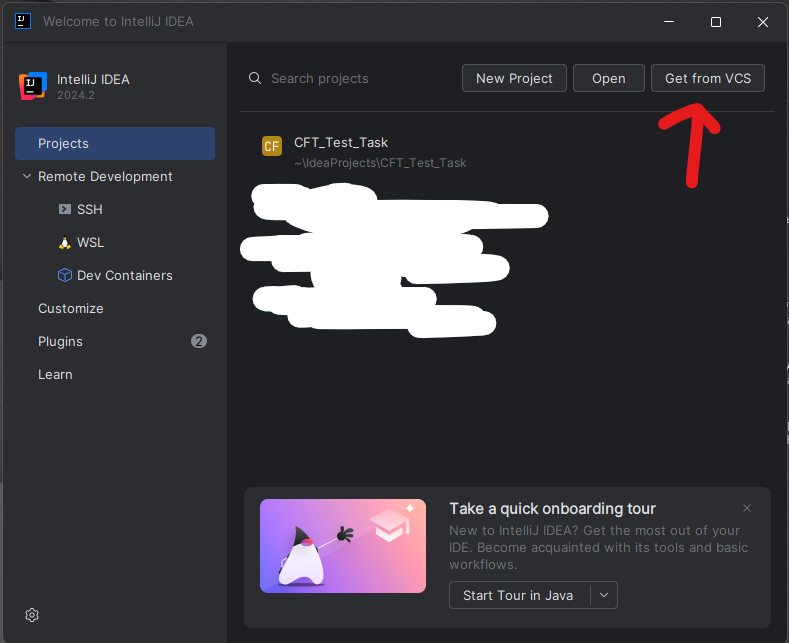 Welcome to IntelliJ IDEA
IntelliJ IDEA
2024.2
Search projects
New Project
Open
Get from VCS
Projects
CF
CFT_Test_Task
~\IdeaProjects\CFT_Test_Task
Remote Development
SSH
WSL
Dev Containers
Customize
Plugins
2
Learn
Take a quick onboarding tour
New to IntelliJ IDEA? Get the most out of your
IDE. Become acquainted with its tools and basic
workflows.
Start Tour in Java